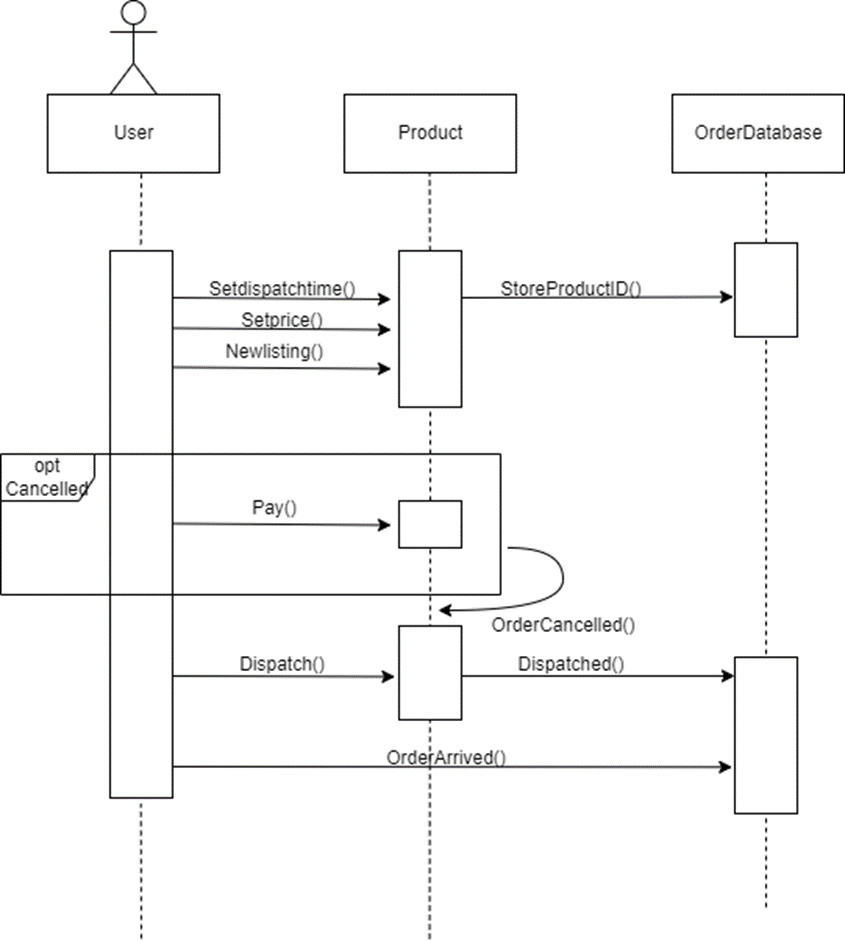 User
Product
OrderDatabase
Setdispatchtime()
StoreProductID()
Setprice()
Newlisting()
opt
Cancelled
Pay()
OrderCancelled()
Dispatch()
Dispatched()
OrderArrived()